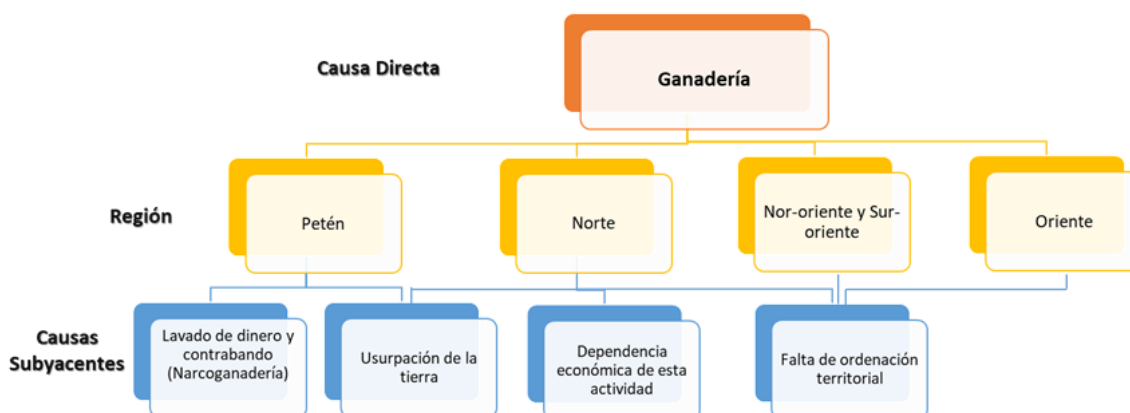 Causa Directa
Ganadería
Región
Petén
Norte
Nor-oriente y Sur-
oriente
Oriente
Causas
Subyacentes
Lavado de dinero y
contrabando
(Narcoganadería)
Usurpación de la
tierra
Dependencia
económica de esta
actividad
Falta de ordenación
territorial